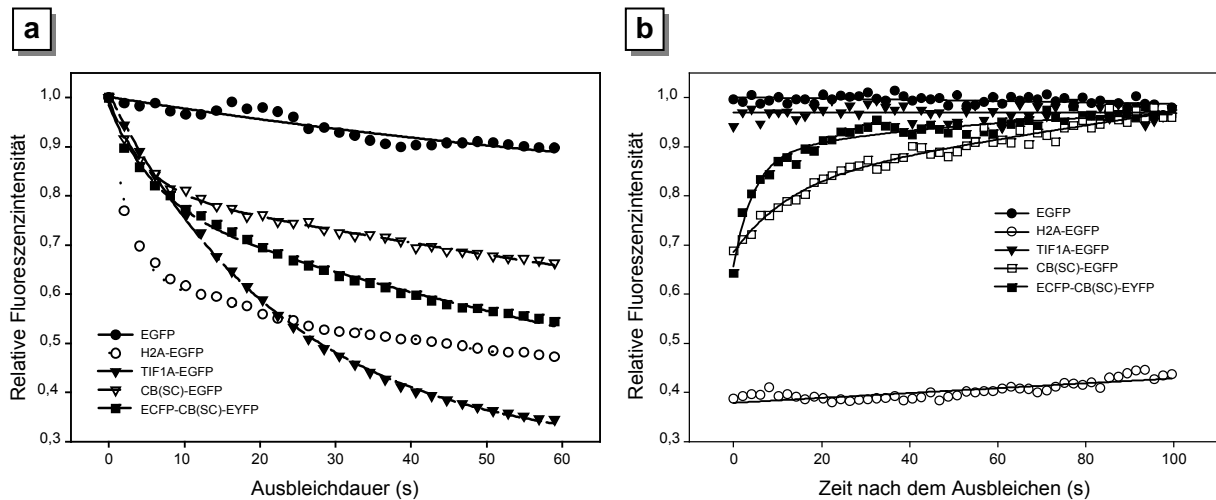 a
Relative Fluoreszenzintensität
1,0
0,9
0,8
0,7
0,6
0,5
0,4
0,3
EGFP
H2A-EGFP
TIF1A-EGFP
CB(SC)-EGFP
ECFP-CB(SC)-EYFP
0 10 20 30 40 50 60
Ausbleichdauer (s)
b
Relative Fluoreszenzintensität
1,0
0,9
0,8
0,7
0,6
0,5
0,4
0,3
EGFP
H2A-EGFP
TIF1A-EGFP
CB(SC)-EGFP
ECFP-CB(SC)-EYFP
0 20 40 60 80 100
Zeit nach dem Ausbleichen (s)